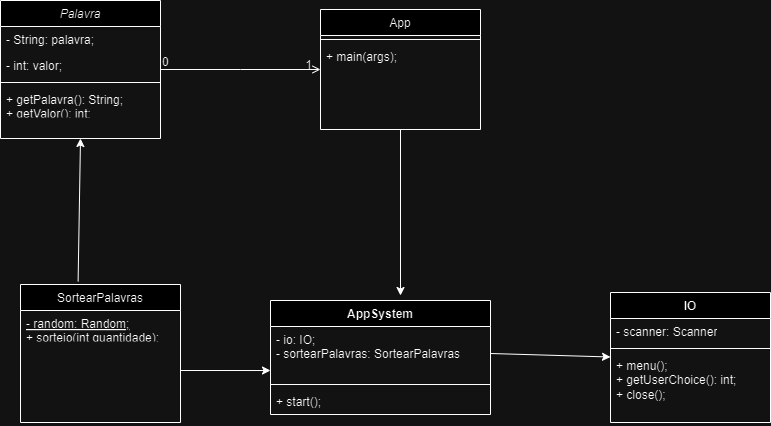 Palavra
- String: palavra;
- int: valor;
+ getPalavra(): String;
+ getValor(): int;
0
1
App
+ main(args);
SortearPalavras
- random: Random;
+ sorteio(int quantidade);
AppSystem
- io: IO;
- sortearPalavras: SortearPalavras
+ start();
IO
- scanner: Scanner
+ menu();
+ getUserChoice(): int;
+ close();